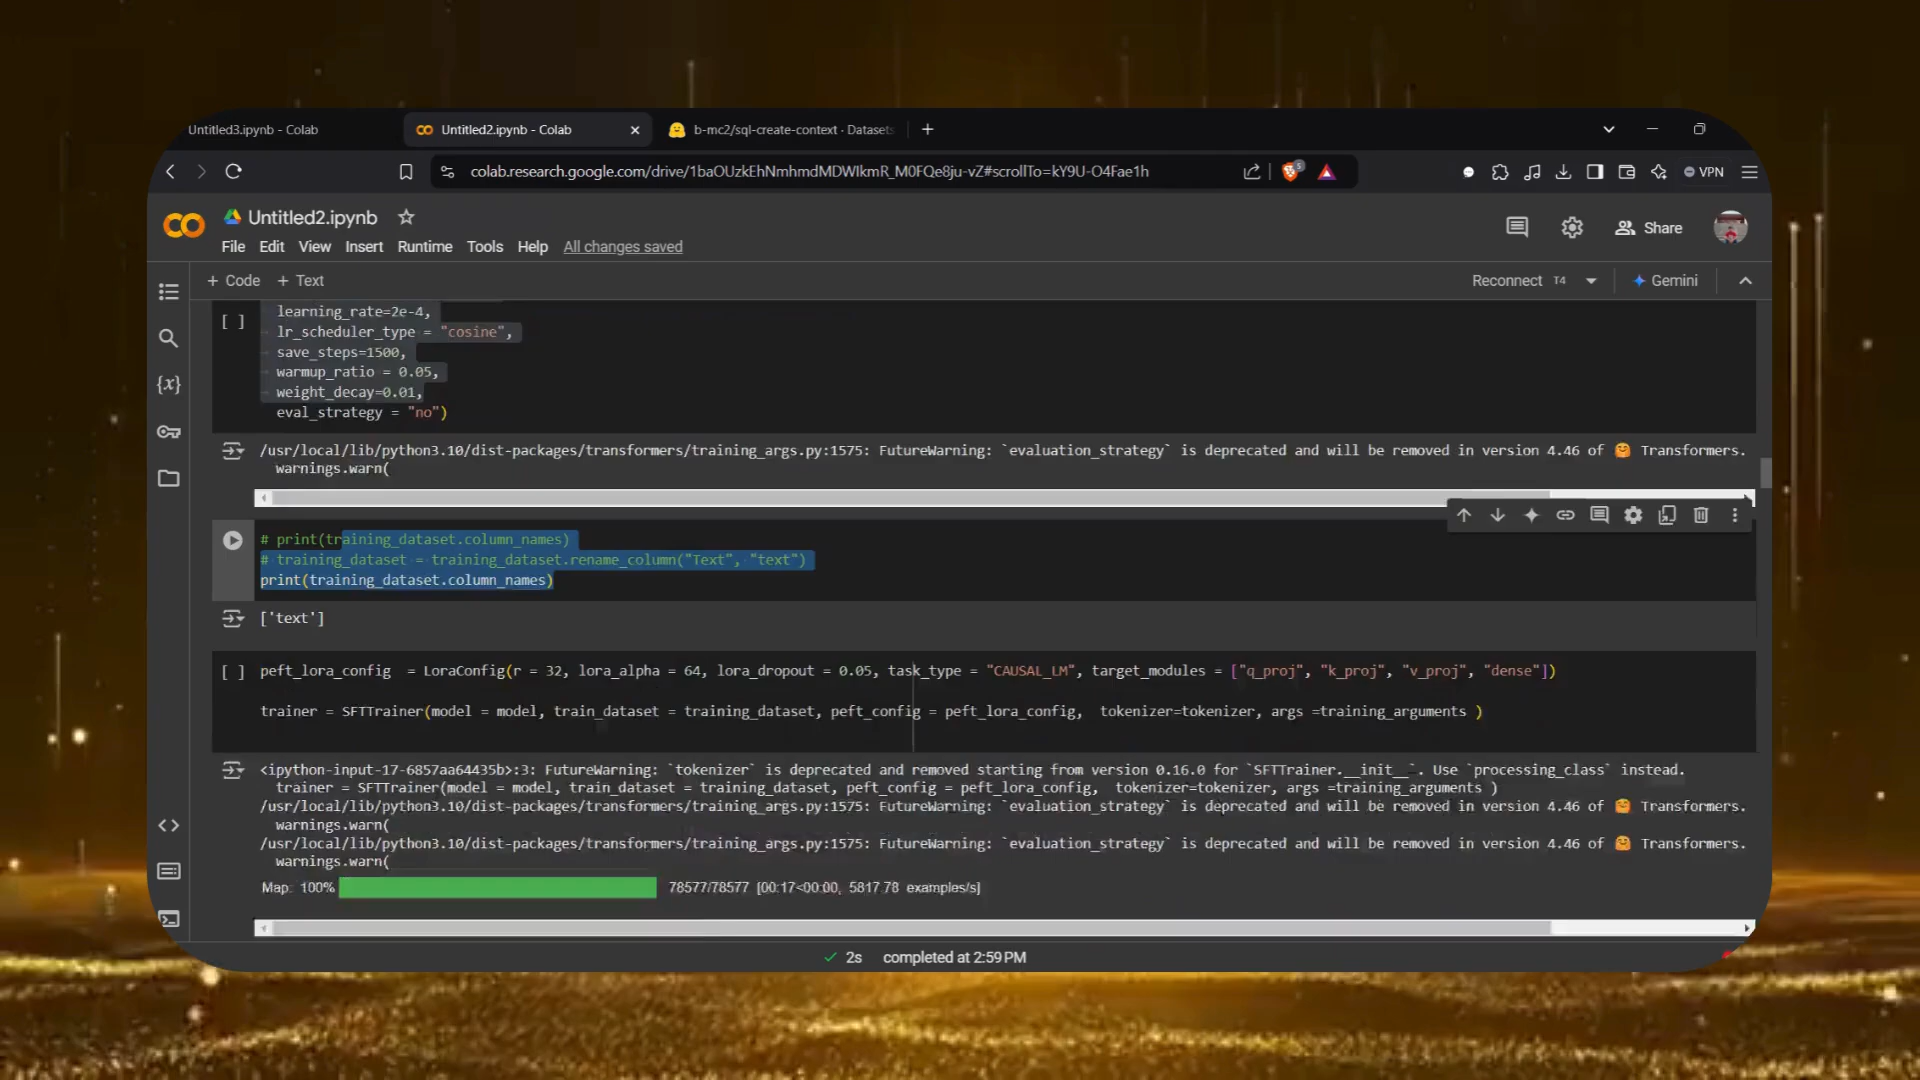 Untitled3.ipynb - Colab
Untitled2.ipynb - Colab
b-mc2/sql-create-context · Datasets
colab.research.google.com/drive/1baOUzkEhNmhmdMDWIkmR_M0FQe8ju-vZ#scrollTo=kY9U-O4Fae1h
5
VPN
Untitled2.ipynb
File Edit View Insert Runtime Tools Help All changes saved
Share
+ Code + Text
Reconnect T4
Gemini
[ ]
learning_rate=2e-4,
lr_scheduler_type = "cosine",
save_steps=1500,
warmup_ratio = 0.05,
weight_decay=0.01,
eval_strategy = "no")
/usr/local/lib/python3.10/dist-packages/transformers/training_args.py:1575: FutureWarning: `evaluation_strategy` is deprecated and will be removed in version 4.46 of 🤗 Transformers.
warnings.warn(
# print(training_dataset.column_names)
# training_dataset = training_dataset.rename_column("Text", "text")
print(training_dataset.column_names)
['text']
[ ] peft_lora_config = LoraConfig(r = 32, lora_alpha = 64, lora_dropout = 0.05, task_type = "CAUSAL_LM", target_modules = ["q_proj", "k_proj", "v_proj", "dense"])
trainer = SFTTrainer(model = model, train_dataset = training_dataset, peft_config = peft_lora_config, tokenizer=tokenizer, args =training_arguments )
<ipython-input-17-6857aa64435b>:3: FutureWarning: `tokenizer` is deprecated and removed starting from version 0.16.0 for `SFTTrainer.__init__`. Use `processing_class` instead.
trainer = SFTTrainer(model = model, train_dataset = training_dataset, peft_config = peft_lora_config, tokenizer=tokenizer, args =training_arguments )
/usr/local/lib/python3.10/dist-packages/transformers/training_args.py:1575: FutureWarning: `evaluation_strategy` is deprecated and will be removed in version 4.46 of 🤗 Transformers.
warnings.warn(
/usr/local/lib/python3.10/dist-packages/transformers/training_args.py:1575: FutureWarning: `evaluation_strategy` is deprecated and will be removed in version 4.46 of 🤗 Transformers.
warnings.warn(
Map: 100% 78577/78577 [00:17<00:00, 5817.78 examples/s]
2s completed at 2:59 PM